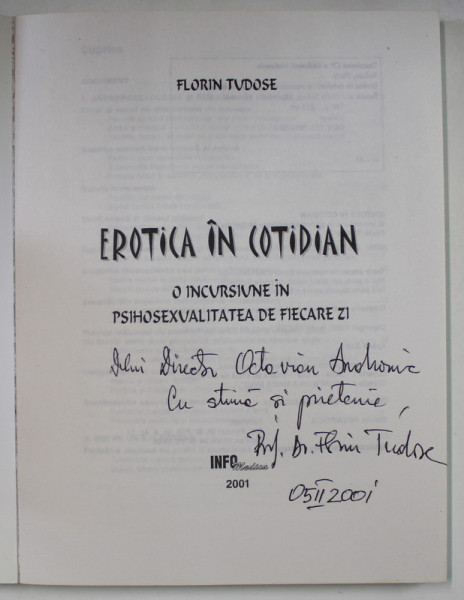 FLORIN TUDOSE
EROTICA ÎN COTIDIAN
O INCURSIUNE ÎN
PSIHOSEXUALITATEA DE FIECARE ZI
Dlui Director Octavian Andronic
Cu stimă și prietenie,
Prof. Dr. Florin Tudose
INFOMedica
2001
05 II 2001